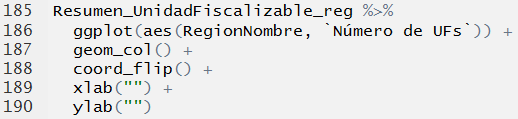 185 Resumen_UnidadFiscalizable_reg %>%
186   ggplot(aes(RegionNombre, `Número de UFs`)) +
187   geom_col() +
188   coord_flip() +
189   xlab("") +
190   ylab("")